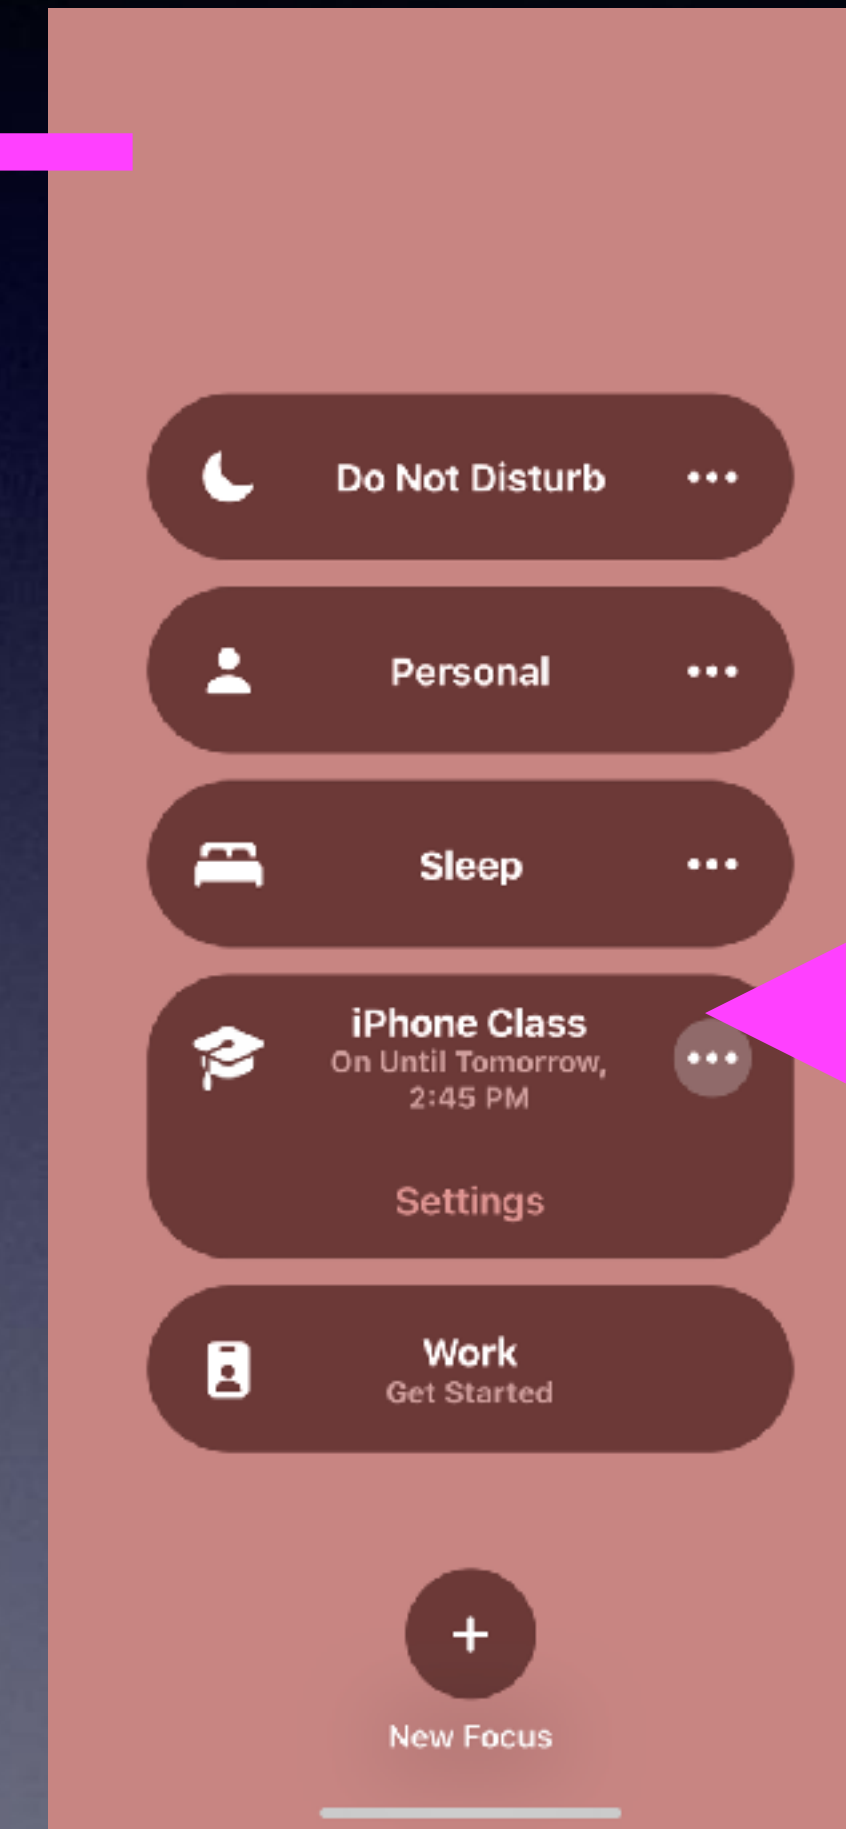 Do Not Disturb
Personal
Sleep
iPhone Class
On Until Tomorrow,
2:45 PM
Settings
Work
Get Started
New Focus